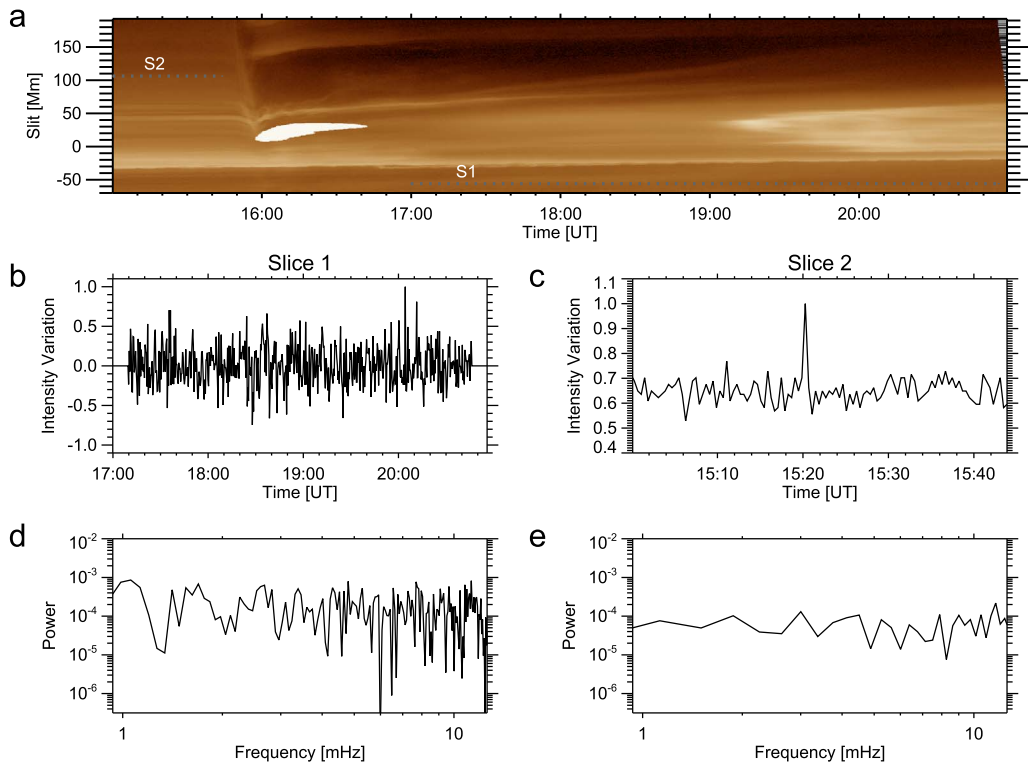 a
Slit [Mm]
150
100
50
0
-50
S2
S1
16:00
17:00
18:00
19:00
20:00
Time [UT]
b
Slice 1
Intensity Variation
1.0
0.5
0.0
-0.5
-1.0
17:00
18:00
19:00
20:00
Time [UT]
c
Slice 2
Intensity Variation
1.1
1.0
0.9
0.8
0.7
0.6
0.5
0.4
15:10
15:20
15:30
15:40
Time [UT]
d
Power
10⁻²
10⁻³
10⁻⁴
10⁻⁵
10⁻⁶
1
10
Frequency [mHz]
e
Power
10⁻²
10⁻³
10⁻⁴
10⁻⁵
10⁻⁶
1
10
Frequency [mHz]